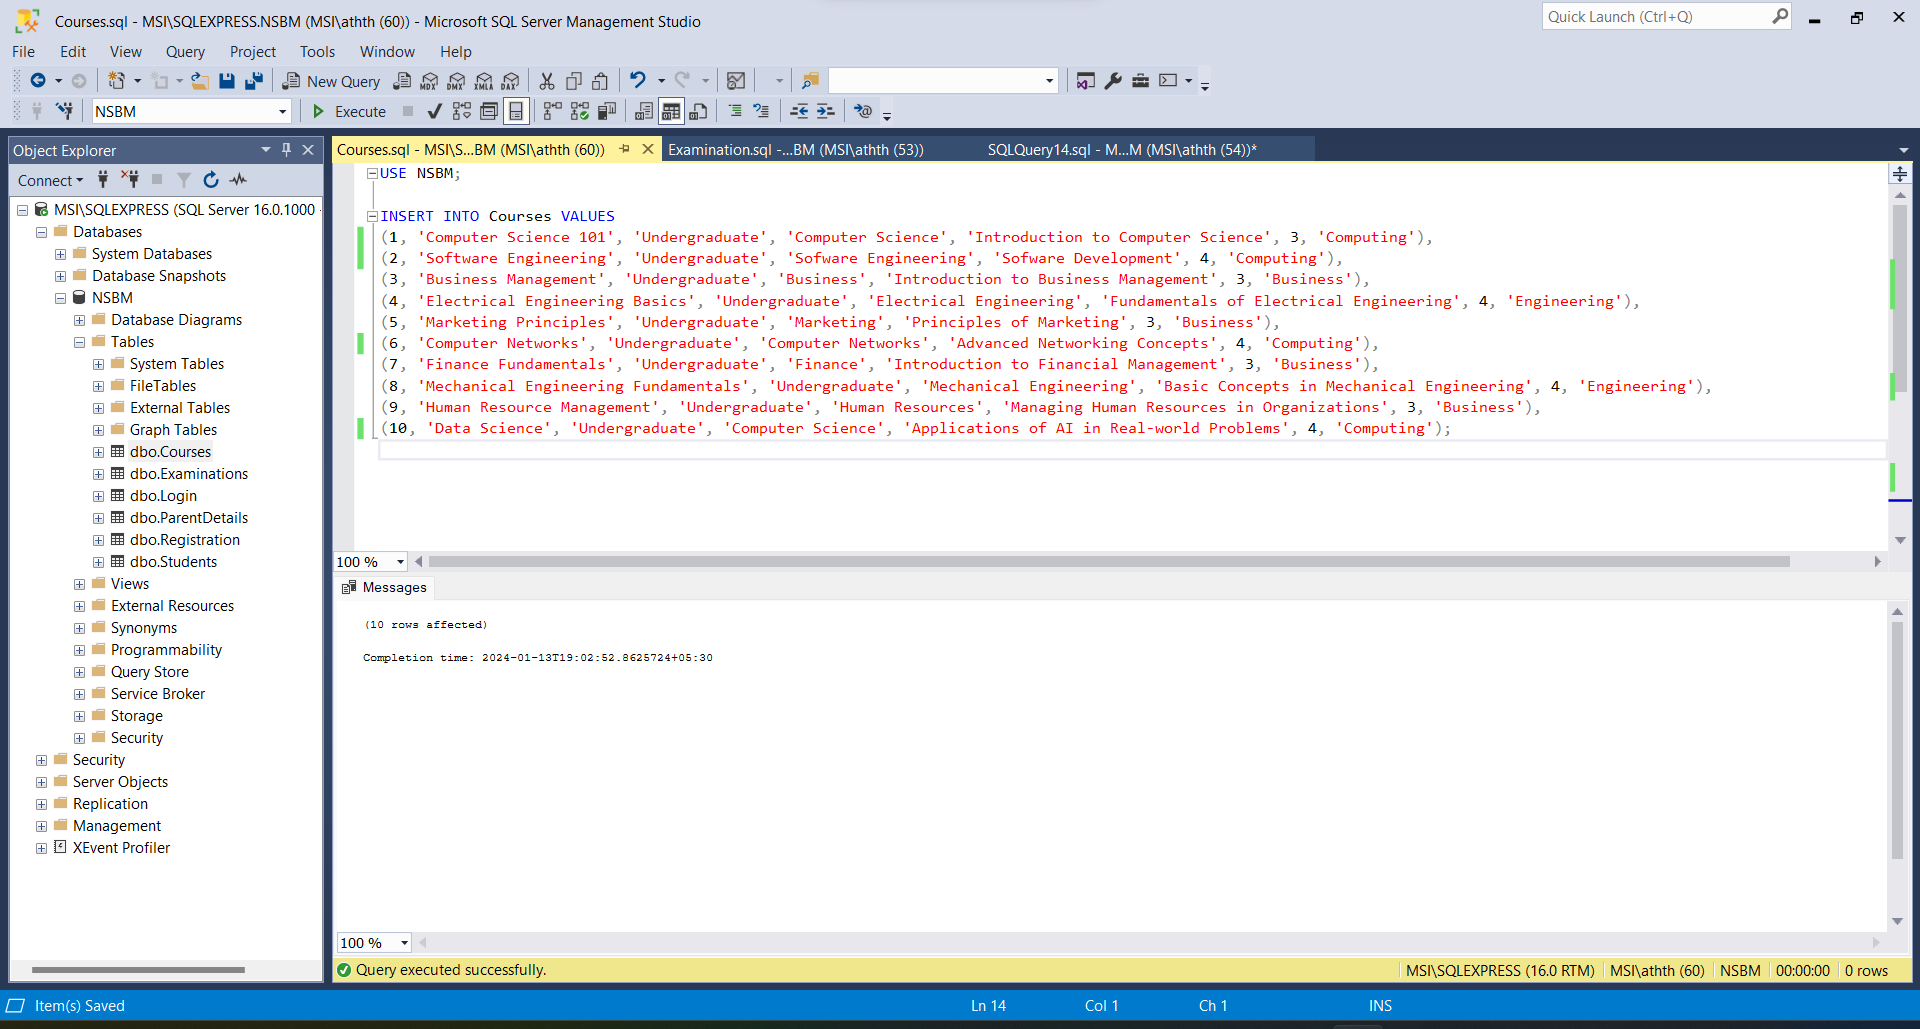 Courses.sql - MSI\SQLEXPRESS.NSBM (MSI\athth (60)) - Microsoft SQL Server Management Studio
Quick Launch (Ctrl+Q)
File Edit View Query Project Tools Window Help
New Query MDX DMX XMLA DAX
NSBM Execute
Object Explorer
Connect
MSI\SQLEXPRESS (SQL Server 16.0.1000 -
Databases
System Databases
Database Snapshots
NSBM
Database Diagrams
Tables
System Tables
FileTables
External Tables
Graph Tables
dbo.Courses
dbo.Examinations
dbo.Login
dbo.ParentDetails
dbo.Registration
dbo.Students
Views
External Resources
Synonyms
Programmability
Query Store
Service Broker
Storage
Security
Security
Server Objects
Replication
Management
XEvent Profiler
Courses.sql - MSI\S...BM (MSI\athth (60)) Examination.sql -...BM (MSI\athth (53)) SQLQuery14.sql - M...M (MSI\athth (54))*
USE NSBM;
INSERT INTO Courses VALUES
(1, 'Computer Science 101', 'Undergraduate', 'Computer Science', 'Introduction to Computer Science', 3, 'Computing'),
(2, 'Software Engineering', 'Undergraduate', 'Sofware Engineering', 'Sofware Development', 4, 'Computing'),
(3, 'Business Management', 'Undergraduate', 'Business', 'Introduction to Business Management', 3, 'Business'),
(4, 'Electrical Engineering Basics', 'Undergraduate', 'Electrical Engineering', 'Fundamentals of Electrical Engineering', 4, 'Engineering'),
(5, 'Marketing Principles', 'Undergraduate', 'Marketing', 'Principles of Marketing', 3, 'Business'),
(6, 'Computer Networks', 'Undergraduate', 'Computer Networks', 'Advanced Networking Concepts', 4, 'Computing'),
(7, 'Finance Fundamentals', 'Undergraduate', 'Finance', 'Introduction to Financial Management', 3, 'Business'),
(8, 'Mechanical Engineering Fundamentals', 'Undergraduate', 'Mechanical Engineering', 'Basic Concepts in Mechanical Engineering', 4, 'Engineering'),
(9, 'Human Resource Management', 'Undergraduate', 'Human Resources', 'Managing Human Resources in Organizations', 3, 'Business'),
(10, 'Data Science', 'Undergraduate', 'Computer Science', 'Applications of AI in Real-world Problems', 4, 'Computing');
100 %
Messages
(10 rows affected)
Completion time: 2024-01-13T19:02:52.8625724+05:30
100 %
Query executed successfully. MSI\SQLEXPRESS (16.0 RTM) MSI\athth (60) NSBM 00:00:00 0 rows
Item(s) Saved Ln 14 Col 1 Ch 1 INS